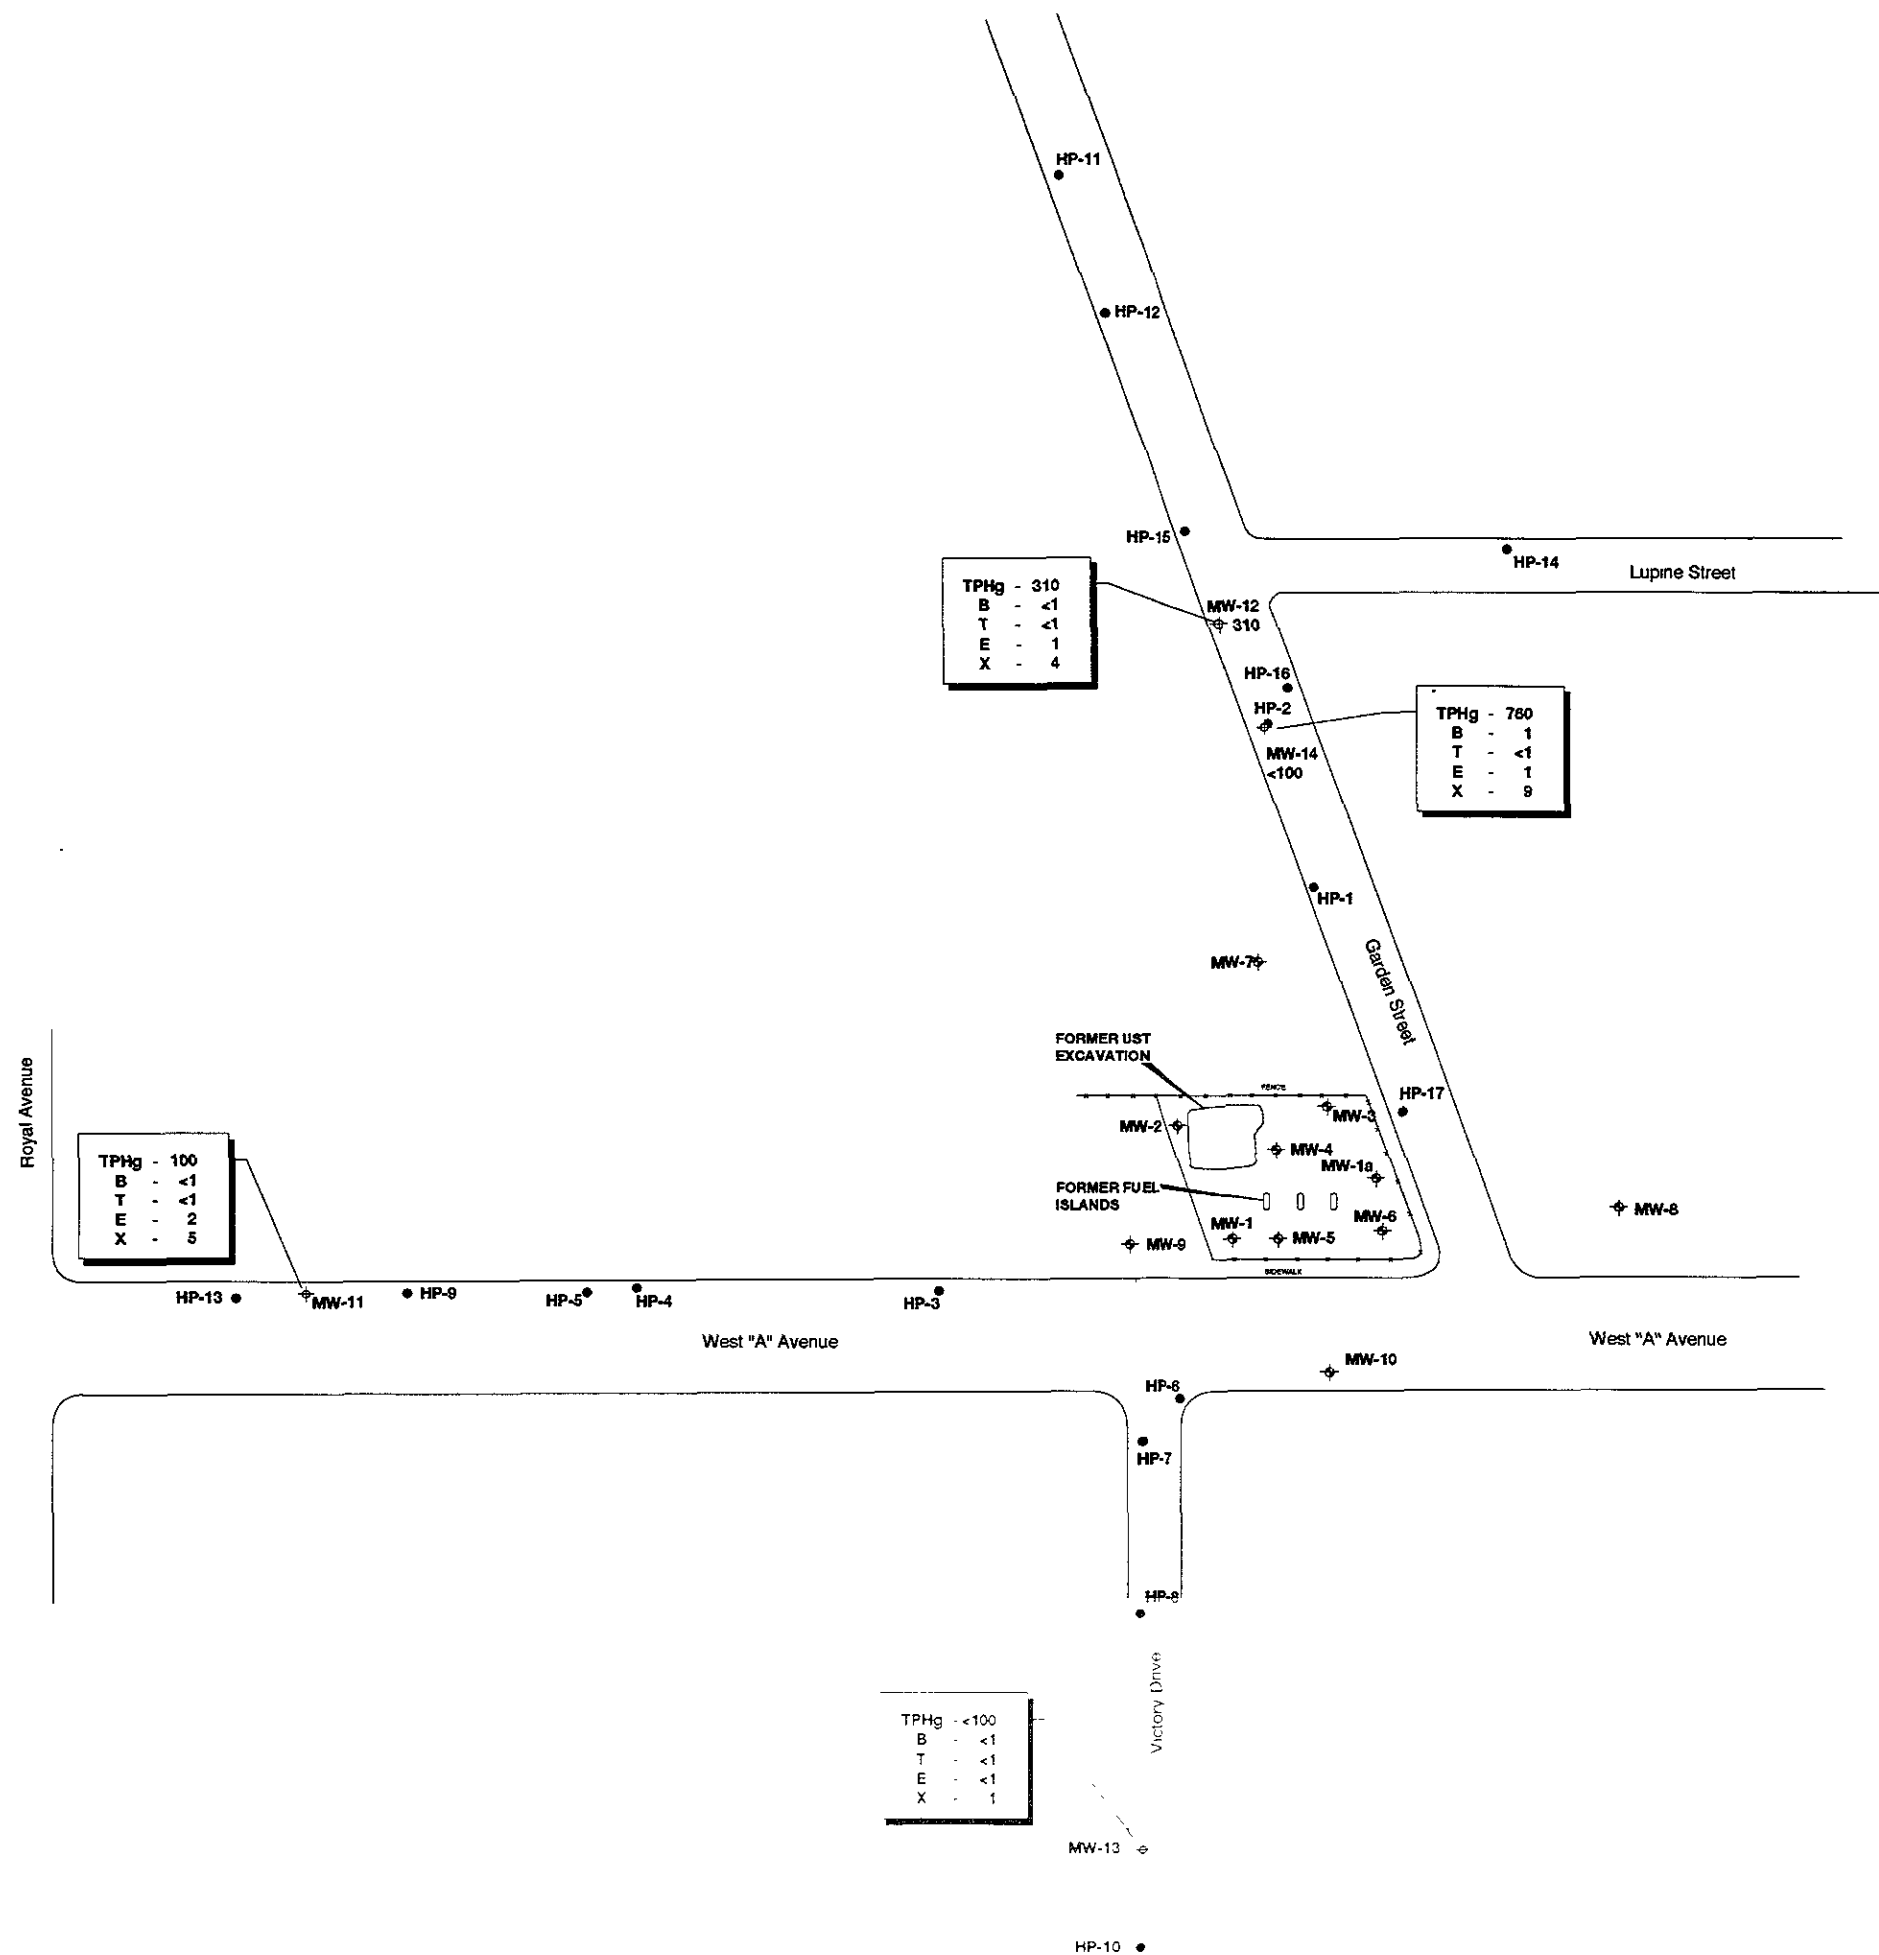 HP-11
HP-12
HP-15
HP-14
Lupine Street
TPHg - 310
B - <1
T - <1
E - 1
X - 4
MW-12
310
HP-16
HP-2
MW-14
<100
TPHg - 760
B - 1
T - <1
E - 1
X - 9
HP-1
Garden Street
MW-7
FORMER UST
EXCAVATION
FENCE
HP-17
MW-3
MW-2
MW-4
MW-1a
Royal Avenue
TPHg - 100
B - <1
T - <1
E - 2
X - 5
FORMER FUEL
ISLANDS
MW-1
MW-5
MW-6
MW-8
MW-9
SIDEWALK
HP-13
MW-11
HP-9
HP-5
HP-4
HP-3
West "A" Avenue
West "A" Avenue
MW-10
HP-6
HP-7
HP-8
Victory Drive
TPHg - <100
B - <1
T - <1
E - <1
X - 1
MW-13
HP-10